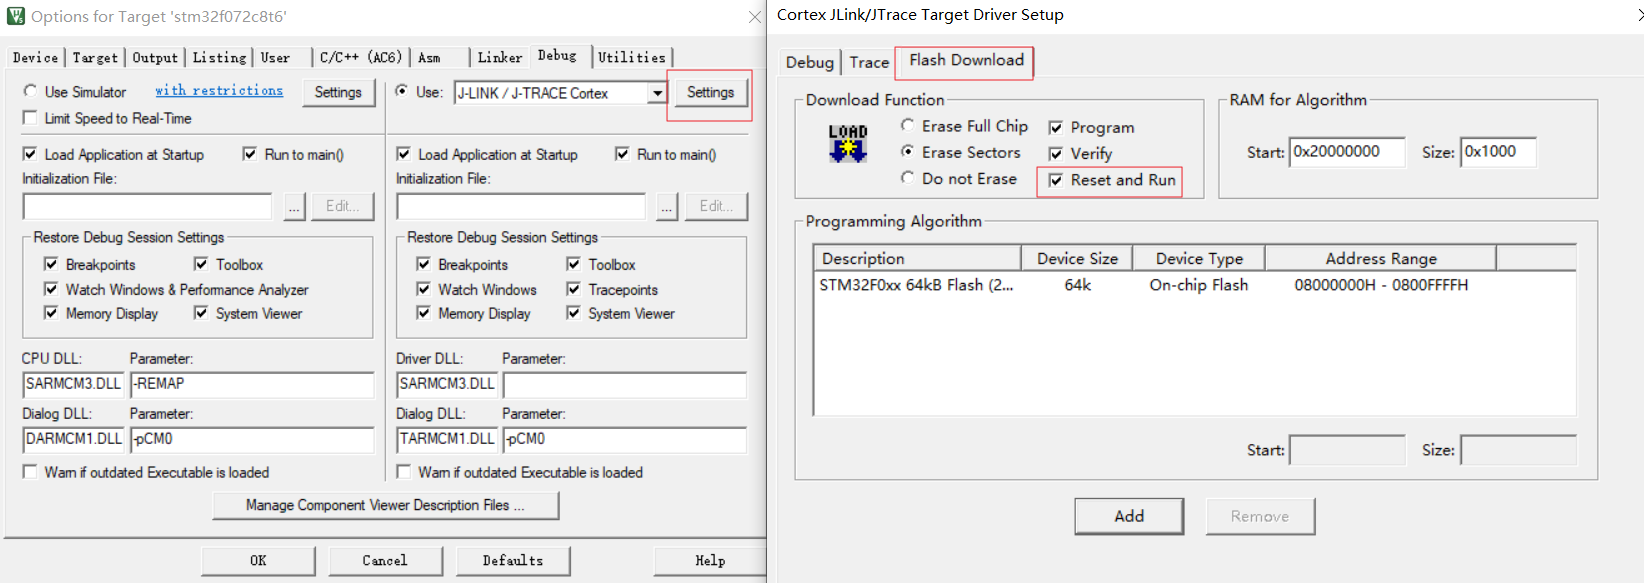 Options for Target 'stm32f072c8t6'
Device Target Output Listing User C/C++ (AC6) Asm Linker Debug Utilities
Use Simulator with restrictions Settings
Limit Speed to Real-Time
Use: J-LINK / J-TRACE Cortex Settings
Load Application at Startup Run to main()
Initialization File:
... Edit...
Restore Debug Session Settings
Breakpoints Toolbox
Watch Windows & Performance Analyzer
Memory Display System Viewer
CPU DLL: Parameter:
SARMCM3.DLL -REMAP
Dialog DLL: Parameter:
DARMCM1.DLL -pCM0
Warn if outdated Executable is loaded
Load Application at Startup Run to main()
Initialization File:
... Edit...
Restore Debug Session Settings
Breakpoints Toolbox
Watch Windows Tracepoints
Memory Display System Viewer
Driver DLL: Parameter:
SARMCM3.DLL
Dialog DLL: Parameter:
TARMCM1.DLL -pCM0
Warn if outdated Executable is loaded
Manage Component Viewer Description Files ...
OK Cancel Defaults Help
Cortex JLink/JTrace Target Driver Setup
Debug Trace Flash Download
Download Function
LOAD
Erase Full Chip Program
Erase Sectors Verify
Do not Erase Reset and Run
RAM for Algorithm
Start: 0x20000000 Size: 0x1000
Programming Algorithm
Description Device Size Device Type Address Range
STM32F0xx 64kB Flash (2... 64k On-chip Flash 08000000H - 0800FFFFH
Start: Size:
Add Remove